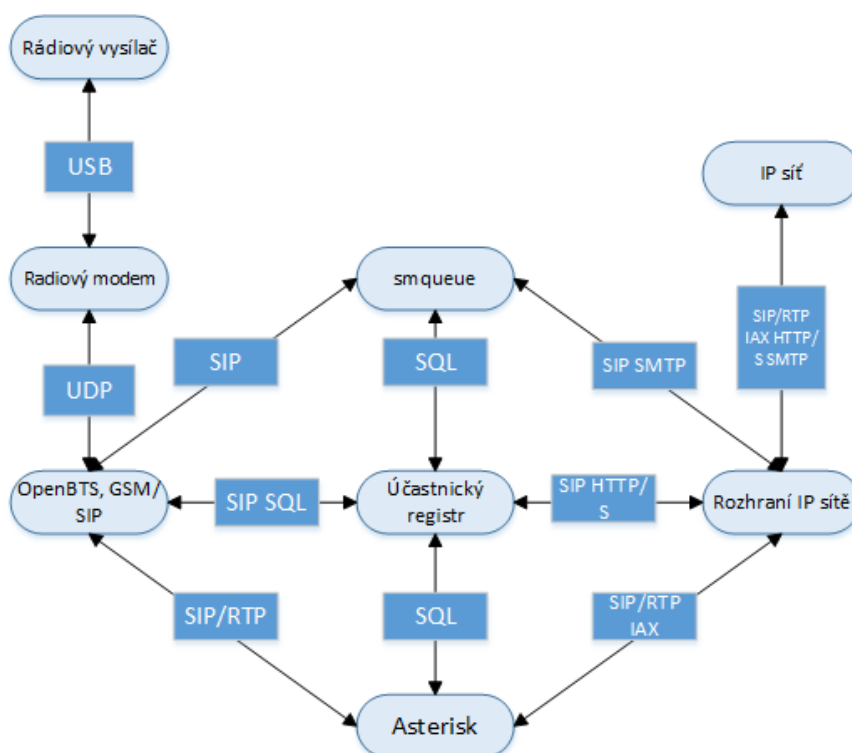 Rádiový vysílač
USB
IP síť
Radiový modem
smqueue
SIP/RTP
IAX HTTP/
S SMTP
SIP
SQL
SIP SMTP
UDP
OpenBTS, GSM/
SIP
SIP SQL
Účastnický
registr
SIP HTTP/
S
Rozhraní IP sítě
SIP/RTP
SQL
SIP/RTP
IAX
Asterisk